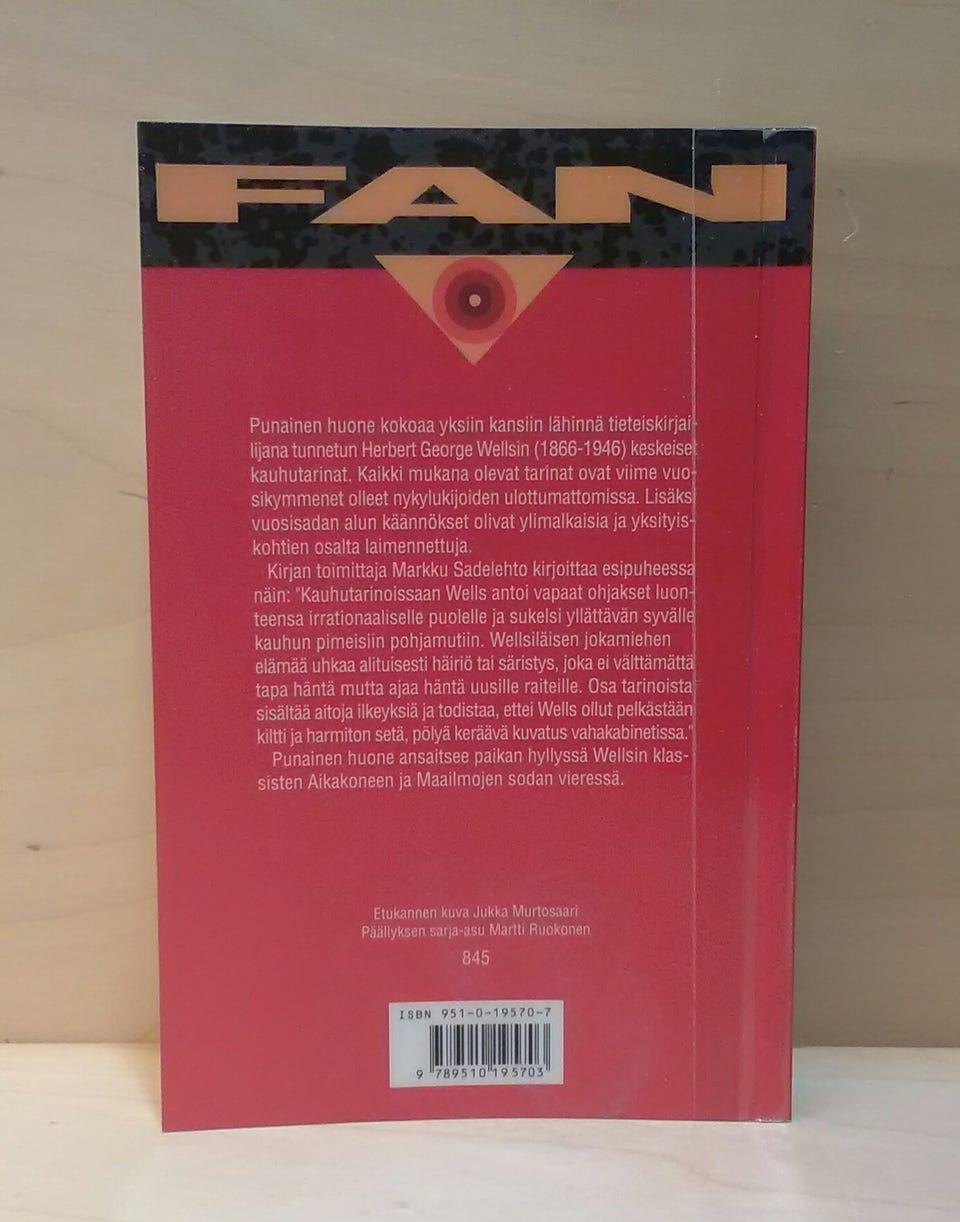 FAN
Punainen huone kokoaa yksiin kansiin lähinnä tieteiskirjai-
lijana tunnetun Herbert George Wellsin (1866-1946) keskeiset
kauhutarinat. Kaikki mukana olevat tarinat ovat viime vuo-
sikymmenet olleet nykylukijoiden ulottumattomissa. Lisäksi
vuosisadan alun käännökset olivat ylimalkaisia ja yksityis-
kohtien osalta laimennettuja.
Kirjan toimittaja Markku Sadelehto kirjoittaa esipuheessa
näin: "Kauhutarinoissaan Wells antoi vapaat ohjakset luon-
teensa irrationaaliselle puolelle ja sukelsi yllättävän syvälle
kauhun pimeisiin pohjamutiin. Wellsiläisen jokamiehen
elämää uhkaa alituisesti häiriö tai säristys, joka ei välttämättä
tapa häntä mutta ajaa häntä uusille raiteille. Osa tarinoista
sisältää aitoja ilkeyksiä ja todistaa, ettei Wells ollut pelkästään
kiltti ja harmiton setä, pölyä keräävä kuvatus vahakabinetissa."
Punainen huone ansaitsee paikan hyllyssä Wellsin klas-
sisten Aikakoneen ja Maailmojen sodan vieressä.
Etukannen kuva Jukka Murtosaari
Päällyksen sarja-asu Martti Ruokonen
845
ISBN 951-0-19570-7
9 789510 195703